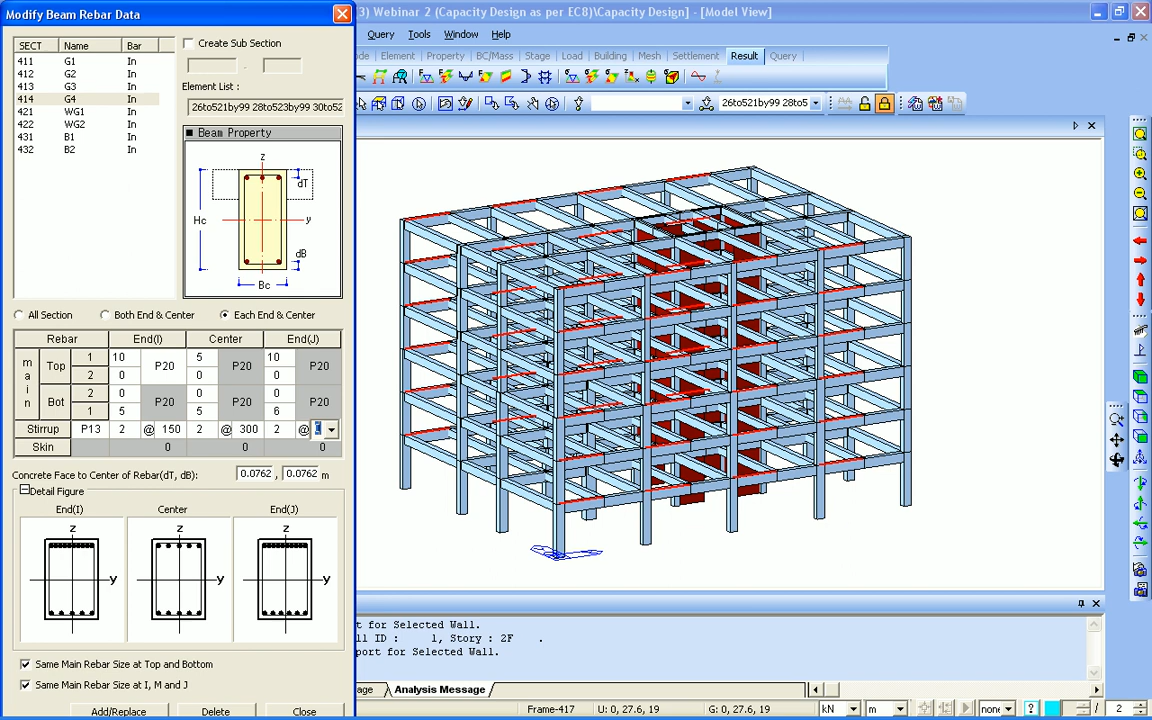 Modify Beam Rebar Data
3) Webinar 2 (Capacity Design as per EC8)\Capacity Design] - [Model View]
Query Tools Window Help
Element Property BC/Mass Stage Load Building Mesh Settlement Result Query
26to521by99 28to5
SECT Name Bar
411 G1 In
412 G2 In
413 G3 In
414 G4 In
421 WG1 In
422 WG2 In
431 B1 In
432 B2 In
Create Sub Section
Element List :
26to521by99 28to523by99 30to52
Beam Property
z
dT
Hc
y
dB
Bc
All Section Both End & Center Each End & Center
Rebar End(I) Center End(J)
main Top 1 10 P20 5 P20 10 P20
2 0 0 0
Bot 2 0 P20 0 P20 0 P20
1 5 5 6
Stirrup P13 2 @ 150 2 @ 300 2 @
Skin 0 0 0
Concrete Face to Center of Rebar(dT, dB): 0.0762 , 0.0762 m
Detail Figure
End(I) Center End(J)
z z z
y y y
Same Main Rebar Size at Top and Bottom
Same Main Rebar Size at I, M and J
Add/Replace Delete Close
t for Selected Wall.
ll ID : 1, Story : 2F .
port for Selected Wall.
age Analysis Message
Frame-417 U: 0, 27.6, 19 G: 0, 27.6, 19 kN m none ? / 2